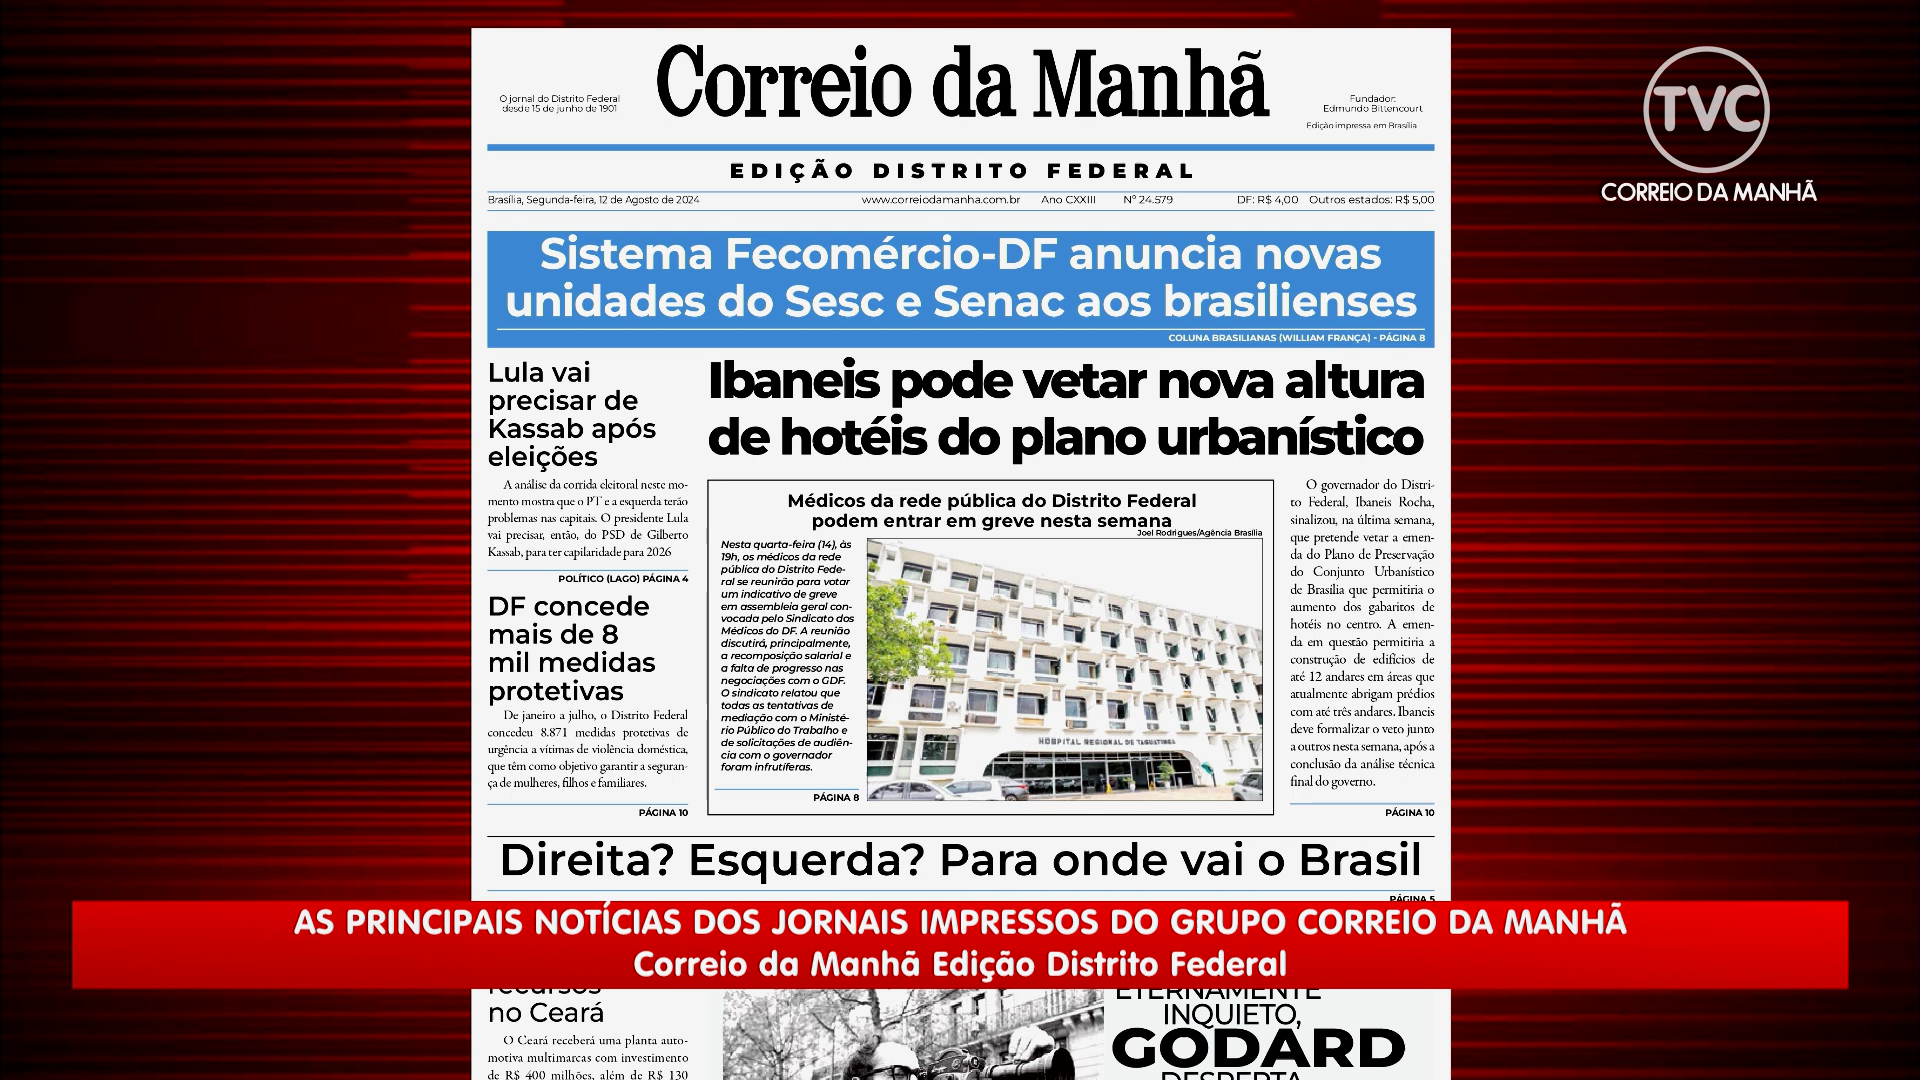 Correio da Manhã
O jornal do Distrito Federal
desde 15 de junho de 1901
Fundador:
Edmundo Bittencourt
Edição impressa em Brasília
EDIÇÃO DISTRITO FEDERAL
Brasília, Segunda-feira, 12 de Agosto de 2024
www.correiodamanha.com.br
Ano CXXIII
Nº 24.579
DF: R$ 4,00
Outros estados: R$ 5,00
TVC
CORREIO DA MANHÃ
Sistema Fecomércio-DF anuncia novas
unidades do Sesc e Senac aos brasilienses
COLUNA BRASILIANAS (WILLIAM FRANÇA) - PÁGINA 8
Lula vai
precisar de
Kassab após
eleições
A análise da corrida eleitoral neste mo-
mento mostra que o PT e a esquerda terão
problemas nas capitais. O presidente Lula
vai precisar, então, do PSD de Gilberto
Kassab, para ter capilaridade para 2026
POLÍTICO (LAGO) PÁGINA 4
DF concede
mais de 8
mil medidas
protetivas
De janeiro a julho, o Distrito Federal
concedeu 8.871 medidas protetivas de
urgência a vítimas de violência doméstica,
que têm como objetivo garantir a seguran-
ça de mulheres, filhos e familiares.
PÁGINA 10
Ibaneis pode vetar nova altura
de hotéis do plano urbanístico
Médicos da rede pública do Distrito Federal
podem entrar em greve nesta semana
Joel Rodrigues/Agência Brasília
Nesta quarta-feira (14), às
19h, os médicos da rede
pública do Distrito Fede-
ral se reunirão para votar
um indicativo de greve
em assembleia geral con-
vocada pelo Sindicato dos
Médicos do DF. A reunião
discutirá, principalmente,
a recomposição salarial e
a falta de progresso nas
negociações com o GDF.
O sindicato relatou que
todas as tentativas de
mediação com o Ministé-
rio Público do Trabalho e
de solicitações de audiên-
cia com o governador
foram infrutíferas.
PÁGINA 8
HOSPITAL REGIONAL DE TAGUATINGA
O governador do Distri-
to Federal, Ibaneis Rocha,
sinalizou, na última semana,
que pretende vetar a emen-
da do Plano de Preservação
do Conjunto Urbanístico
de Brasília que permitiria o
aumento dos gabaritos de
hotéis no centro. A emen-
da em questão permitiria a
construção de edifícios de
até 12 andares em áreas que
atualmente abrigam prédios
com até três andares. Ibaneis
deve formalizar o veto junto
a outros nesta semana, após a
conclusão da análise técnica
final do governo.
PÁGINA 10
Direita? Esquerda? Para onde vai o Brasil
PÁGINA 5
AS PRINCIPAIS NOTÍCIAS DOS JORNAIS IMPRESSOS DO GRUPO CORREIO DA MANHÃ
Correio da Manhã Edição Distrito Federal
recursos
no Ceará
O Ceará receberá uma planta auto-
motiva multimarcas com investimento
de R$ 400 milhões, além de R$ 130
ETERNAMENTE
INQUIETO,
GODARD
DESPERTA